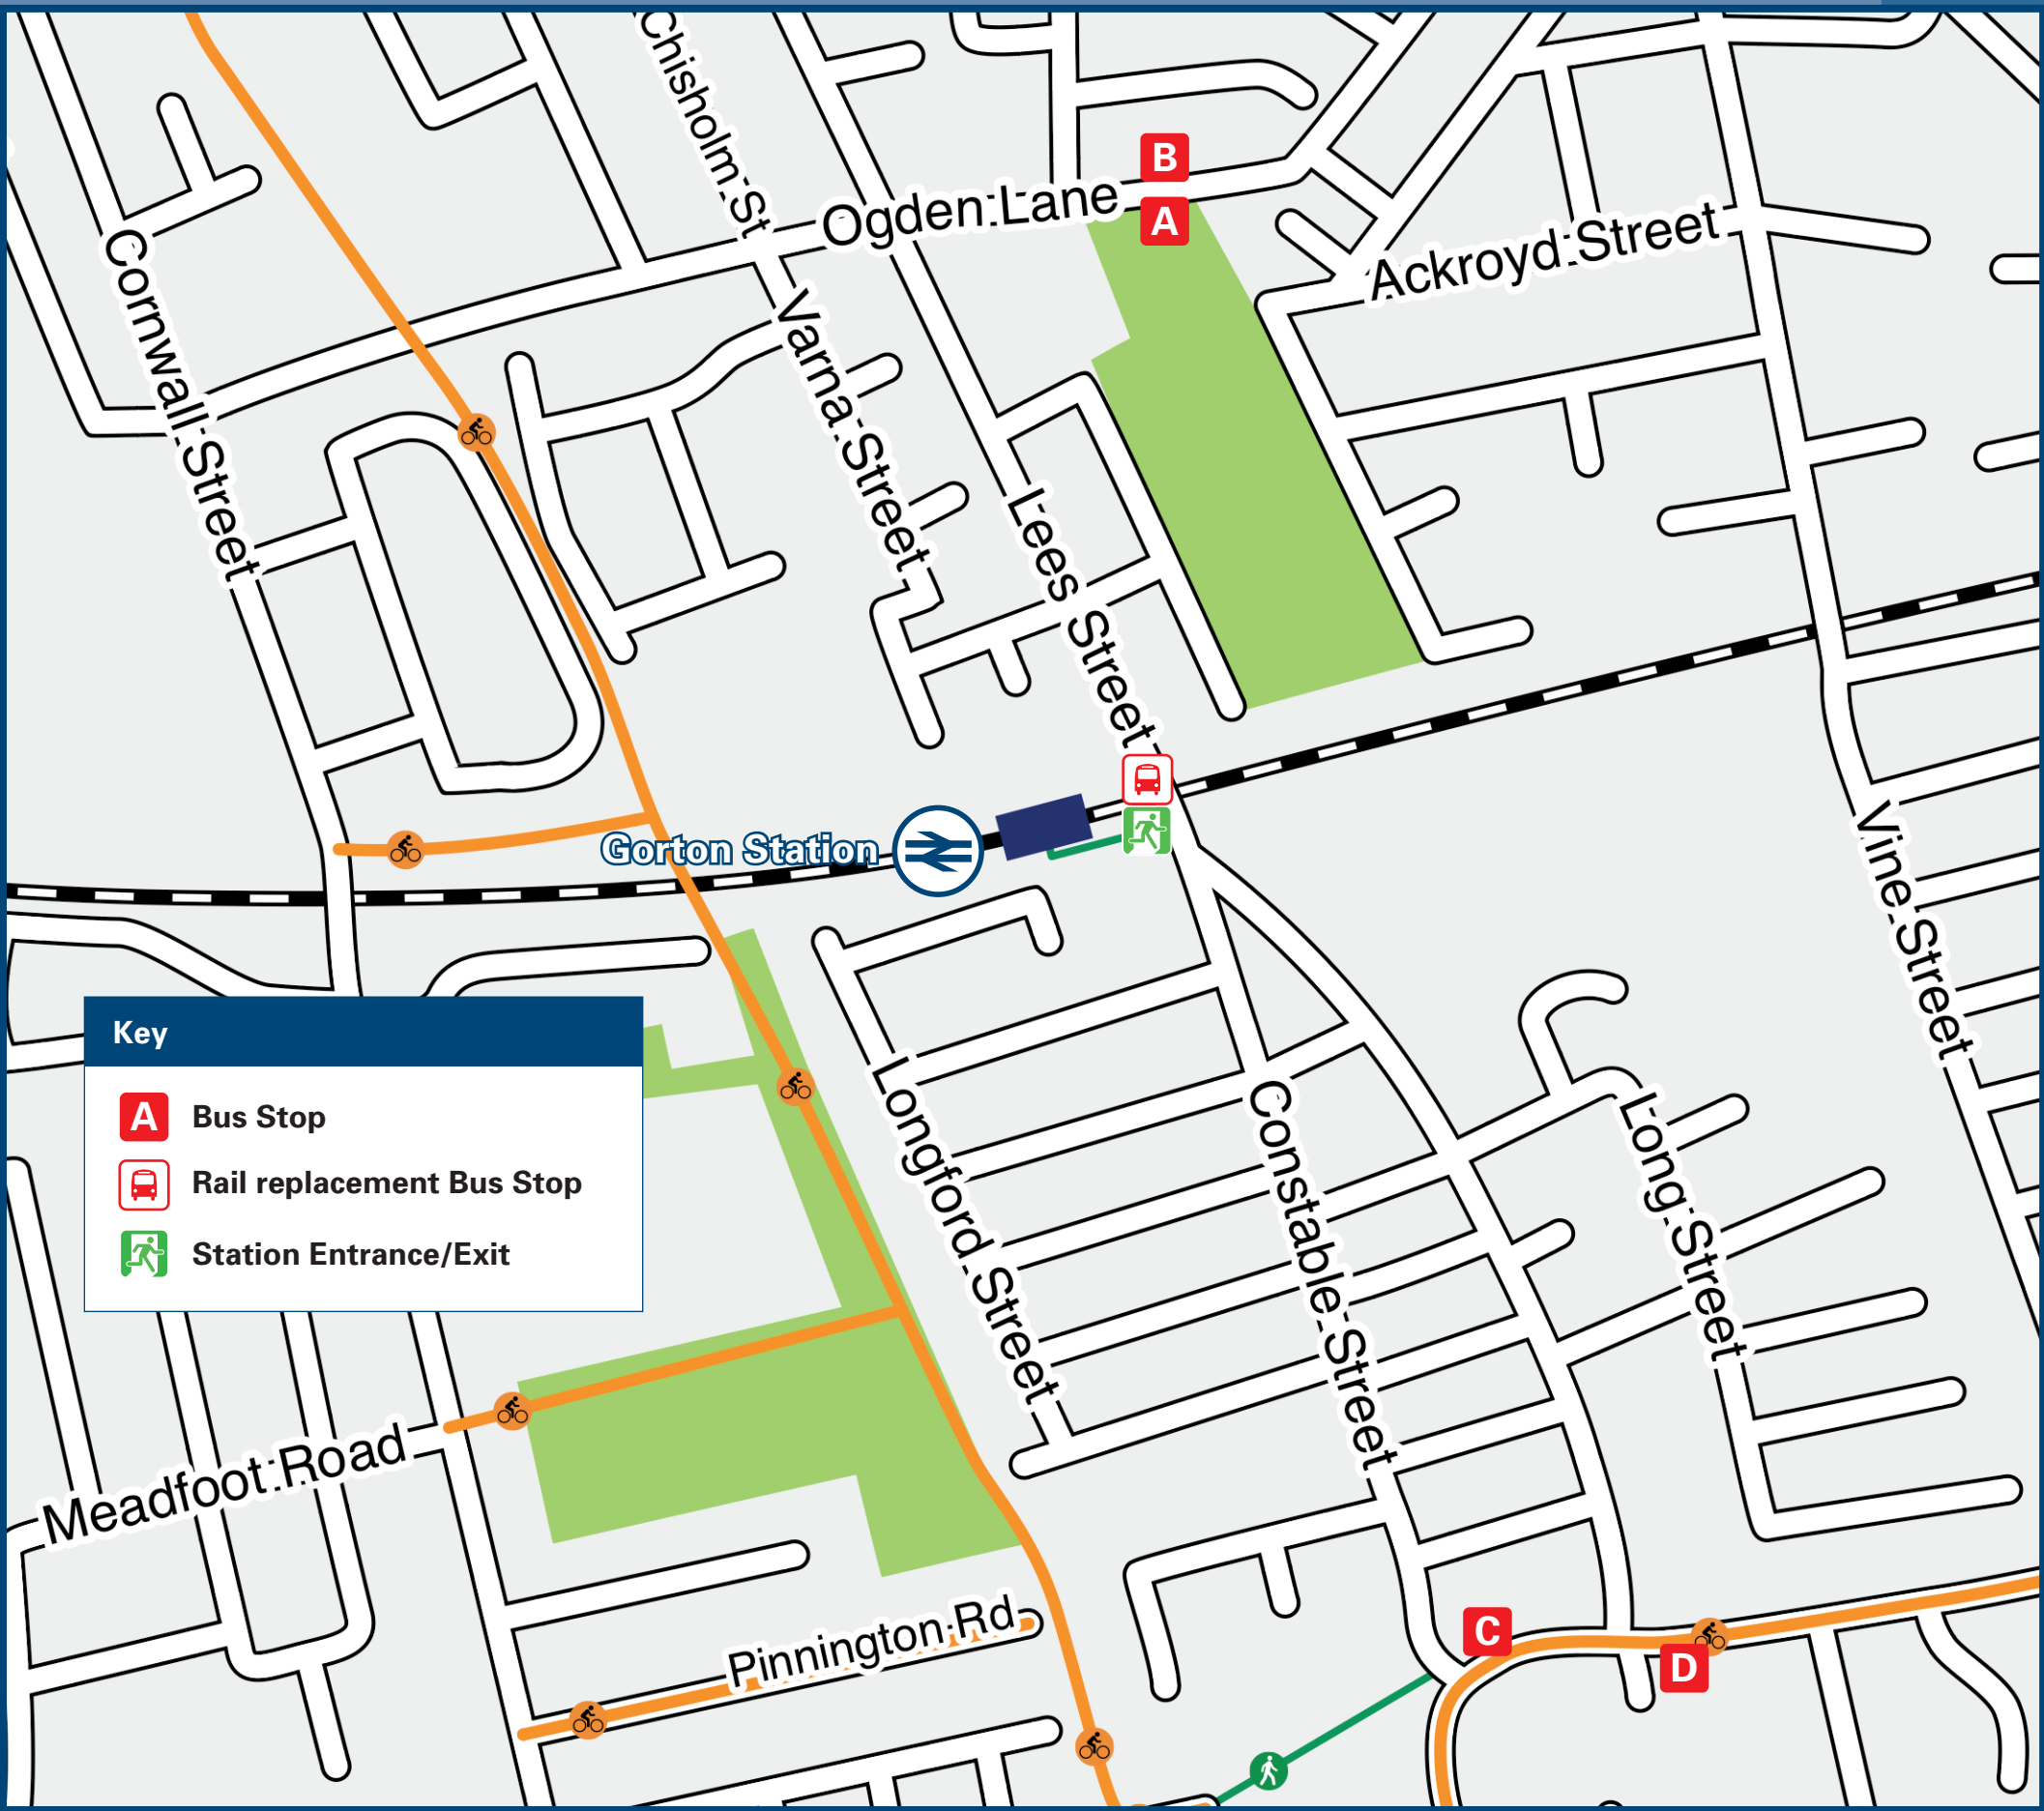 Chisholm St
B
Ogden Lane
A
Ackroyd Street
Cornwall Street
Varna Street
Lees Street
Gorton Station
Vine Street
Key
A Bus Stop
Rail replacement Bus Stop
Station Entrance/Exit
Longford Street
Constable Street
Long Street
Meadfoot Road
Pinnington Rd
C
D